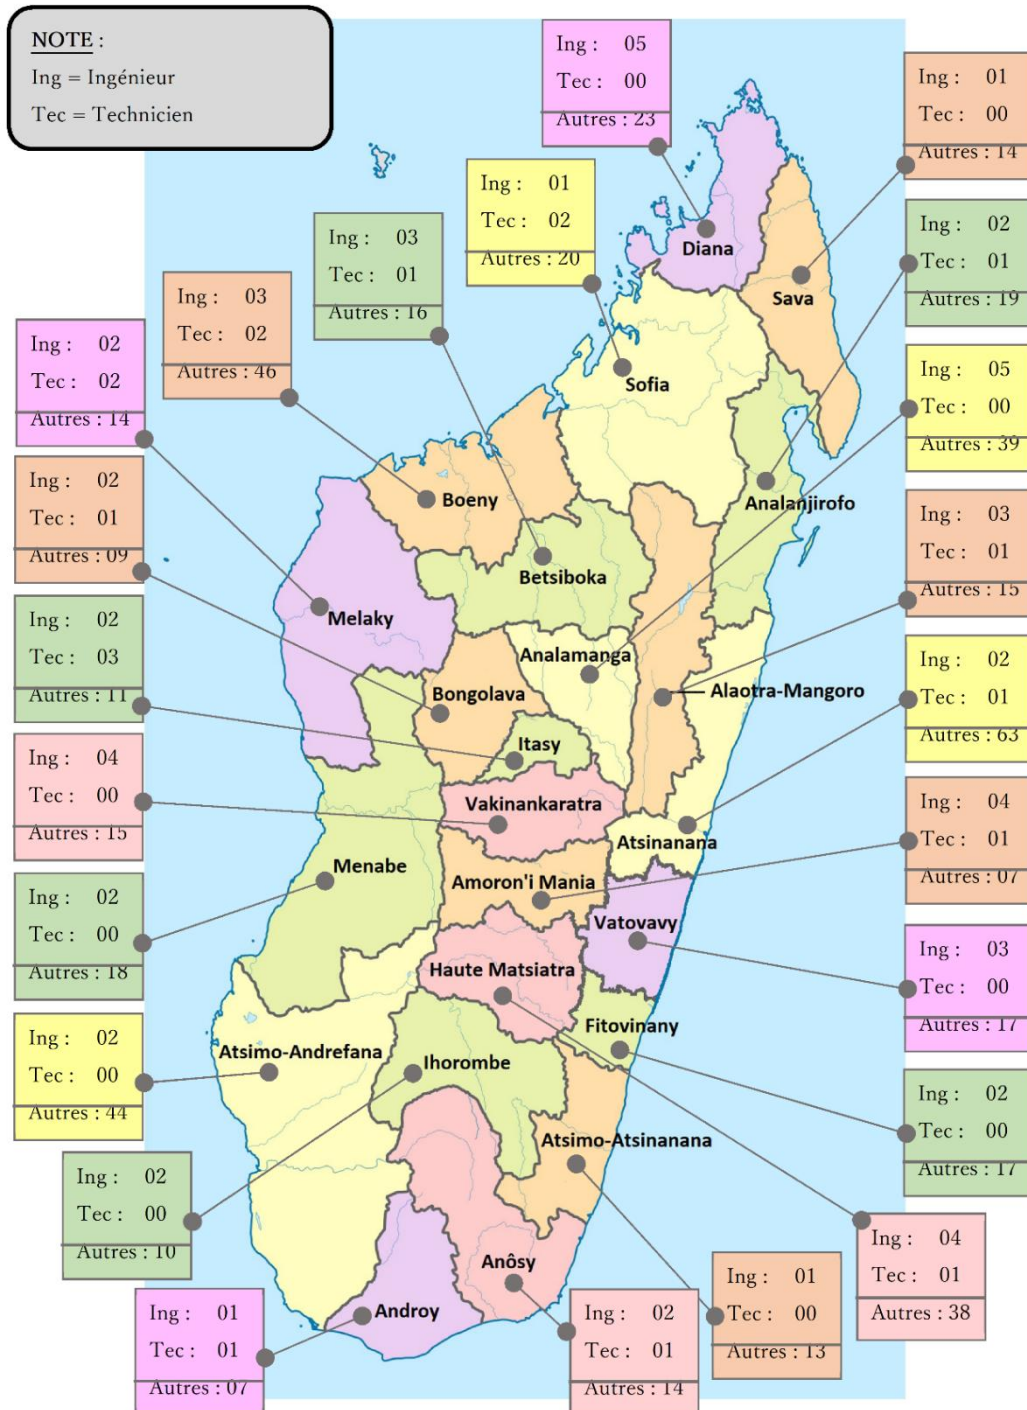 NOTE :
Ing = Ingénieur
Tec = Technicien
Ing : 05
Tec : 00
Autres : 23
Ing : 01
Tec : 00
Autres : 14
Ing : 01
Tec : 02
Autres : 20
Ing : 03
Tec : 01
Autres : 16
Ing : 02
Tec : 01
Autres : 19
Ing : 03
Tec : 02
Autres : 46
Ing : 02
Tec : 02
Autres : 14
Ing : 05
Tec : 00
Autres : 39
Ing : 02
Tec : 01
Autres : 09
Ing : 03
Tec : 01
Autres : 15
Ing : 02
Tec : 03
Autres : 11
Ing : 02
Tec : 01
Autres : 63
Ing : 04
Tec : 00
Autres : 15
Ing : 04
Tec : 01
Autres : 07
Ing : 02
Tec : 00
Autres : 18
Ing : 03
Tec : 00
Autres : 17
Ing : 02
Tec : 00
Autres : 44
Ing : 02
Tec : 00
Autres : 17
Ing : 02
Tec : 00
Autres : 10
Ing : 04
Tec : 01
Autres : 38
Ing : 01
Tec : 00
Autres : 13
Ing : 01
Tec : 01
Autres : 07
Ing : 02
Tec : 01
Autres : 14
Diana
Sava
Sofia
Analanjirofo
Boeny
Betsiboka
Melaky
Analamanga
Bongolava
Alaotra-Mangoro
Itasy
Vakinankaratra
Atsinanana
Menabe
Amoron'i Mania
Vatovavy
Haute Matsiatra
Fitovinany
Atsimo-Andrefana
Ihorombe
Atsimo-Atsinanana
Anôsy
Androy